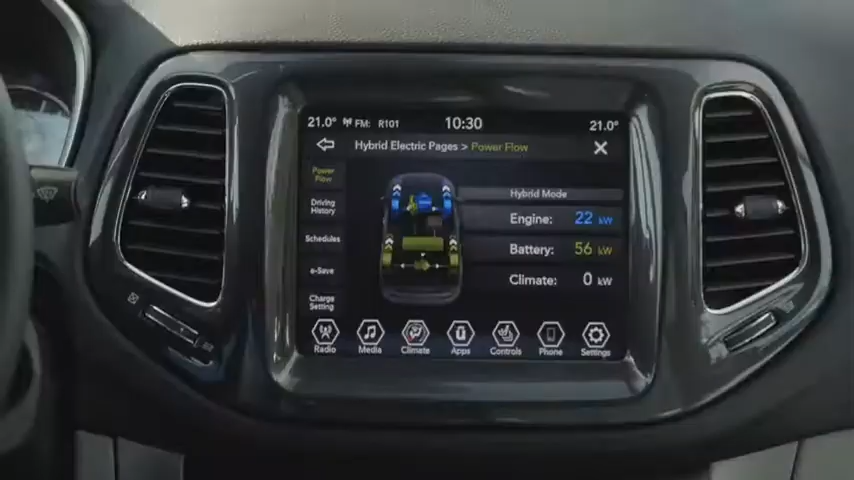 21.0° FM: R101 10:30 21.0°
Hybrid Electric Pages > Power Flow
Power Flow
Driving History
Schedules
e-Save
Charge Setting
Hybrid Mode
Engine: 22 kW
Battery: 56 kW
Climate: 0 kW
Radio Media Climate Apps Controls Phone Settings